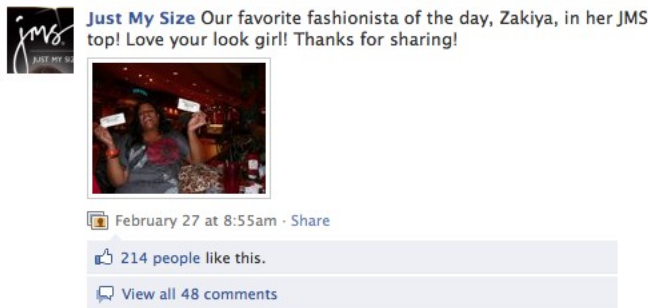 jms
JUST MY SIZ
Just My Size Our favorite fashionista of the day, Zakiya, in her JMS
top! Love your look girl! Thanks for sharing!
February 27 at 8:55am · Share
214 people like this.
View all 48 comments